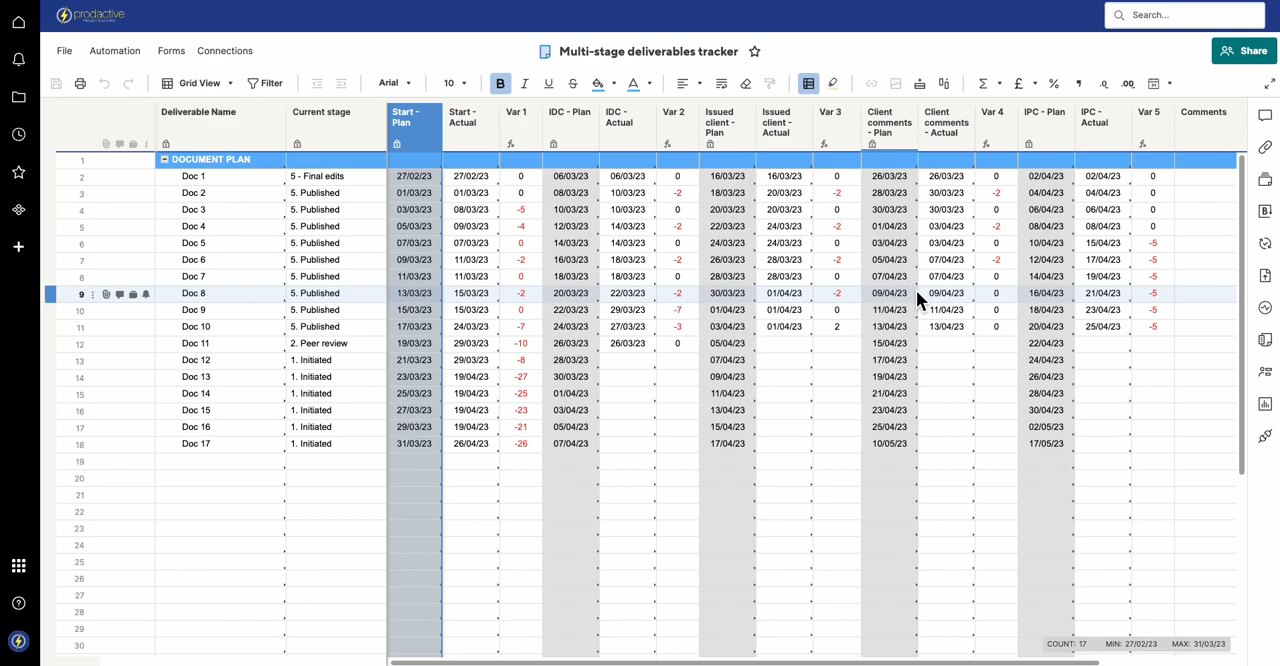 prodactive
PROJECT SOLUTIONS
Search...
File Automation Forms Connections
Multi-stage deliverables tracker
Share
Grid View Filter Arial 10 B I U S A Σ £ % , .0 .00
Deliverable Name Current stage Start - Plan Start - Actual Var 1 IDC - Plan IDC - Actual Var 2 Issued client - Plan Issued client - Actual Var 3 Client comments - Plan Client comments - Actual Var 4 IPC - Plan IPC - Actual Var 5 Comments
1 DOCUMENT PLAN
2 Doc 1 5 - Final edits 27/02/23 27/02/23 0 06/03/23 06/03/23 0 16/03/23 16/03/23 0 26/03/23 26/03/23 0 02/04/23 02/04/23 0
3 Doc 2 5. Published 01/03/23 01/03/23 0 08/03/23 10/03/23 -2 18/03/23 20/03/23 -2 28/03/23 30/03/23 -2 04/04/23 04/04/23 0
4 Doc 3 5. Published 03/03/23 08/03/23 -5 10/03/23 10/03/23 0 20/03/23 20/03/23 0 30/03/23 30/03/23 0 06/04/23 06/04/23 0
5 Doc 4 5. Published 05/03/23 09/03/23 -4 12/03/23 14/03/23 -2 22/03/23 24/03/23 -2 01/04/23 03/04/23 -2 08/04/23 08/04/23 0
6 Doc 5 5. Published 07/03/23 07/03/23 0 14/03/23 14/03/23 0 24/03/23 24/03/23 0 03/04/23 03/04/23 0 10/04/23 15/04/23 -5
7 Doc 6 5. Published 09/03/23 11/03/23 -2 16/03/23 18/03/23 -2 26/03/23 28/03/23 -2 05/04/23 07/04/23 -2 12/04/23 17/04/23 -5
8 Doc 7 5. Published 11/03/23 11/03/23 0 18/03/23 18/03/23 0 28/03/23 28/03/23 0 07/04/23 07/04/23 0 14/04/23 19/04/23 -5
9 Doc 8 5. Published 13/03/23 15/03/23 -2 20/03/23 22/03/23 -2 30/03/23 01/04/23 -2 09/04/23 09/04/23 0 16/04/23 21/04/23 -5
10 Doc 9 5. Published 15/03/23 15/03/23 0 22/03/23 29/03/23 -7 01/04/23 01/04/23 0 11/04/23 11/04/23 0 18/04/23 23/04/23 -5
11 Doc 10 5. Published 17/03/23 24/03/23 -7 24/03/23 27/03/23 -3 03/04/23 01/04/23 2 13/04/23 13/04/23 0 20/04/23 25/04/23 -5
12 Doc 11 2. Peer review 19/03/23 29/03/23 -10 26/03/23 26/03/23 0 05/04/23 15/04/23 22/04/23
13 Doc 12 1. Initiated 21/03/23 29/03/23 -8 28/03/23 07/04/23 17/04/23 24/04/23
14 Doc 13 1. Initiated 23/03/23 19/04/23 -27 30/03/23 09/04/23 19/04/23 26/04/23
15 Doc 14 1. Initiated 25/03/23 19/04/23 -25 01/04/23 11/04/23 21/04/23 28/04/23
16 Doc 15 1. Initiated 27/03/23 19/04/23 -23 03/04/23 13/04/23 23/04/23 30/04/23
17 Doc 16 1. Initiated 29/03/23 19/04/23 -21 05/04/23 15/04/23 25/04/23 02/05/23
18 Doc 17 1. Initiated 31/03/23 26/04/23 -26 07/04/23 17/04/23 10/05/23 17/05/23
19
20
21
22
23
24
25
26
27
28
29
30
COUNT: 17 MIN: 27/02/23 MAX: 31/03/23